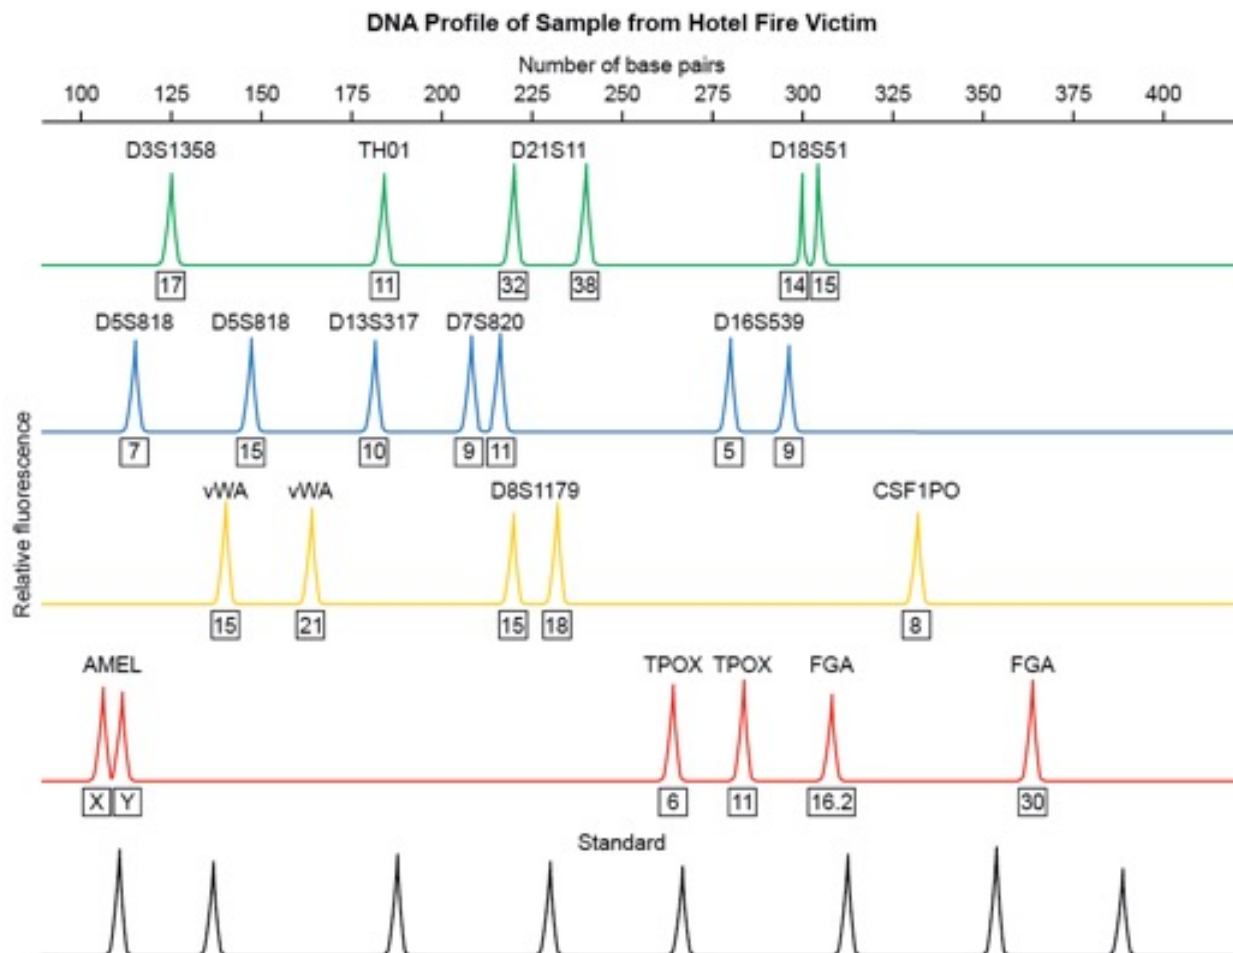 DNA Profile of Sample from Hotel Fire Victim
Number of base pairs
100 125 150 175 200 225 250 275 300 325 350 375 400
D3S1358 TH01 D21S11 D18S51
17 11 32 38 14 15
D5S818 D5S818 D13S317 D7S820 D16S539
7 15 10 9 11 5 9
Relative fluorescence
vWA vWA D8S1179 CSF1PO
15 21 15 18 8
AMEL TPOX TPOX FGA FGA
X Y 6 11 16.2 30
Standard